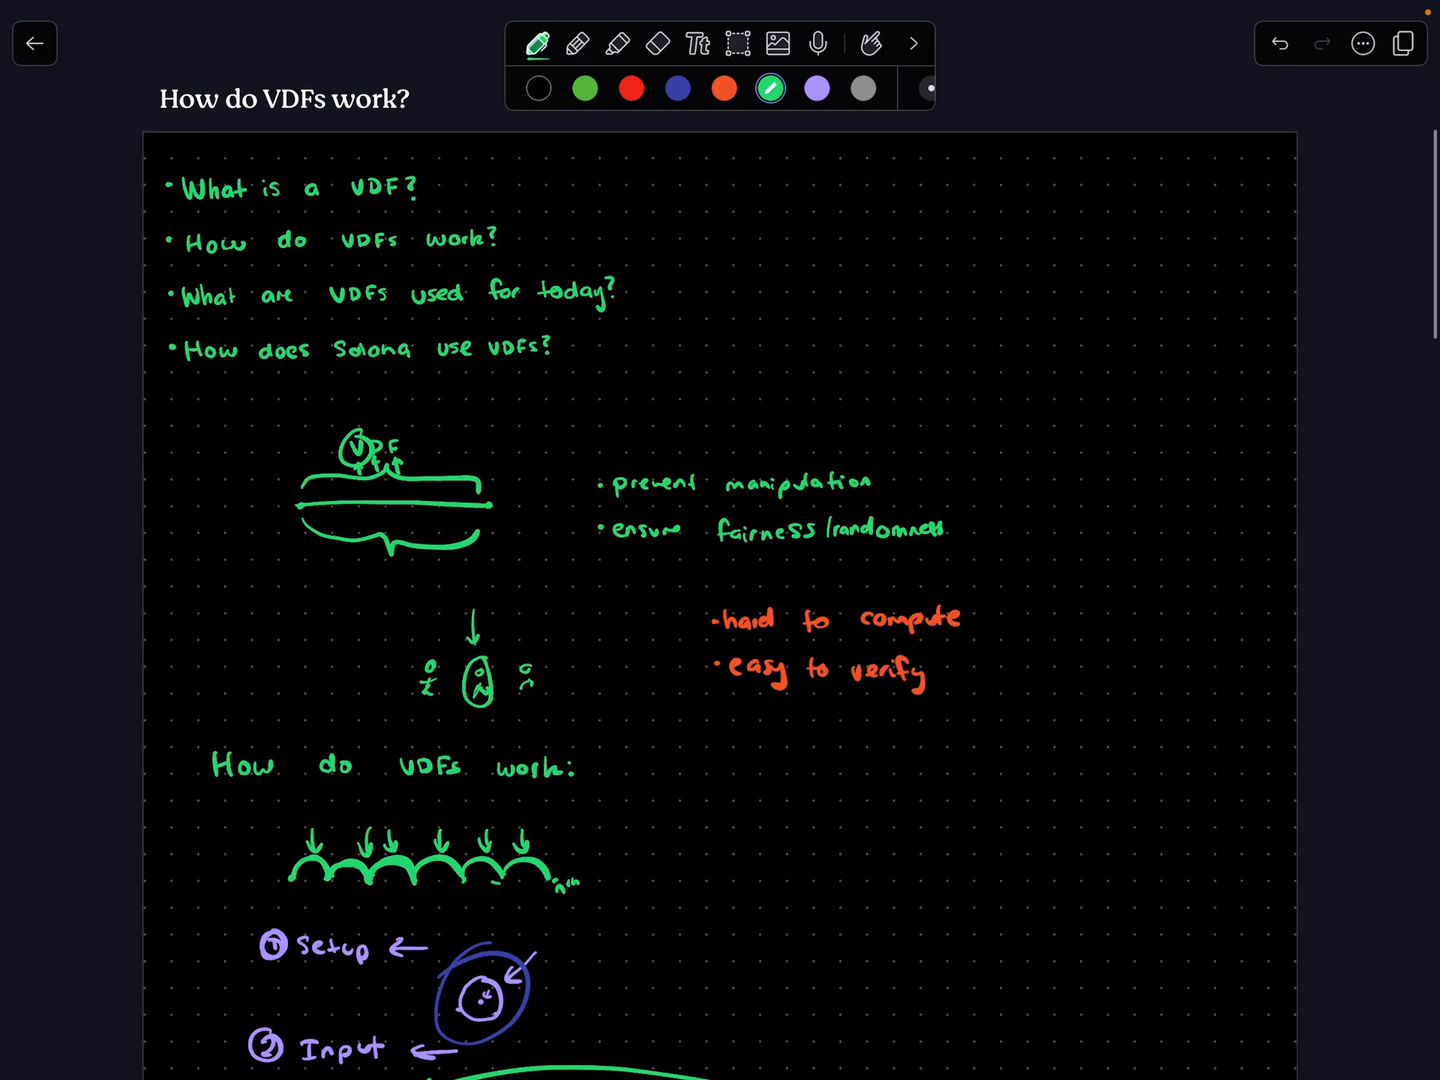 Tt
How do VDFs work?
• What is a VDF?
• How do VDFs work?
• What are VDFs used for today?
• How does Solana use VDFs?
VDF
• prevent manipulation
• ensure fairness/randomness
• hard to compute
• easy to verify
How do VDFs work:
① Setup
② Input